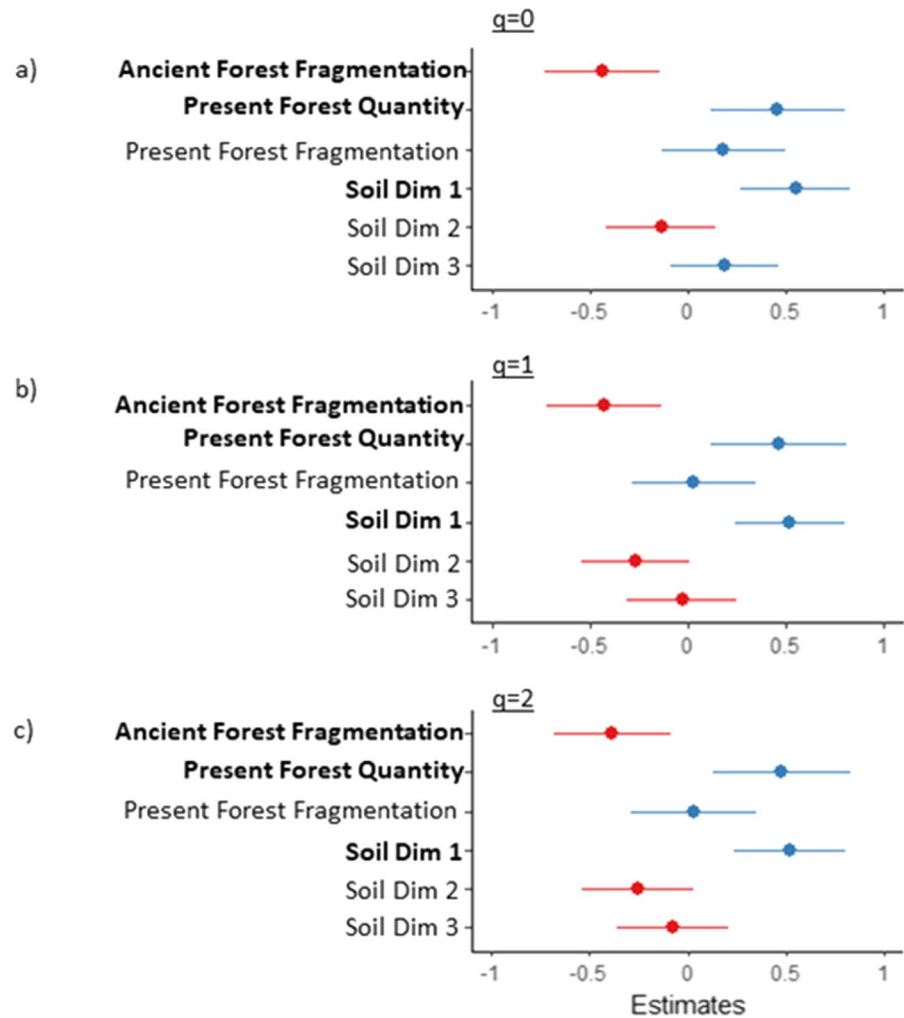 q=0
a)
Ancient Forest Fragmentation
Present Forest Quantity
Present Forest Fragmentation
Soil Dim 1
Soil Dim 2
Soil Dim 3
-1 -0.5 0 0.5 1
q=1
b)
Ancient Forest Fragmentation
Present Forest Quantity
Present Forest Fragmentation
Soil Dim 1
Soil Dim 2
Soil Dim 3
-1 -0.5 0 0.5 1
q=2
c)
Ancient Forest Fragmentation
Present Forest Quantity
Present Forest Fragmentation
Soil Dim 1
Soil Dim 2
Soil Dim 3
-1 -0.5 0 0.5 1
Estimates